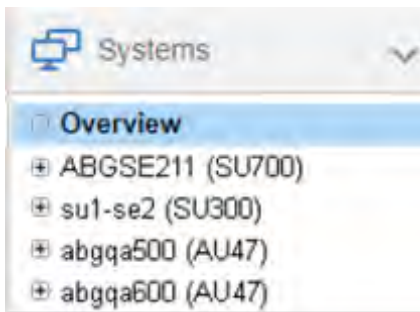 Systems
Overview
ABGSE211 (SU700)
su1-se2 (SU300)
abgqa500 (AU47)
abgqa600 (AU47)